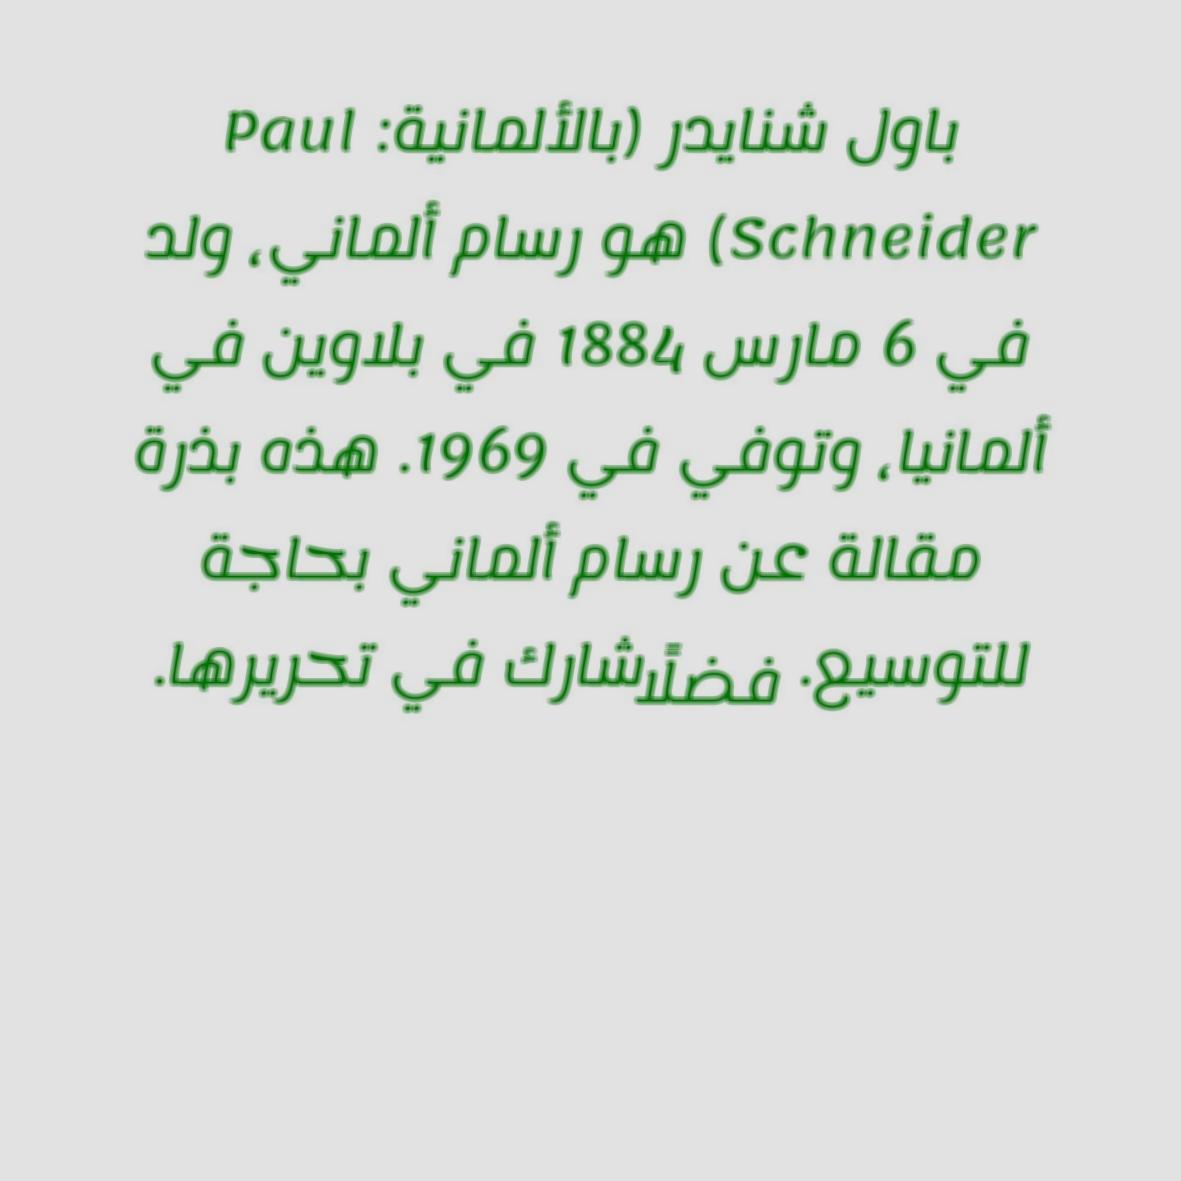 باول شنايدر (بالألمانية: Paul
Schneider) هو رسام ألماني، ولد
في 6 مارس 1884 في بلاوين في
ألمانيا، وتوفي في 1969. هذه بذرة
مقالة عن رسام ألماني بحاجة
للتوسيع. فضلًا شارك في تحريرها.